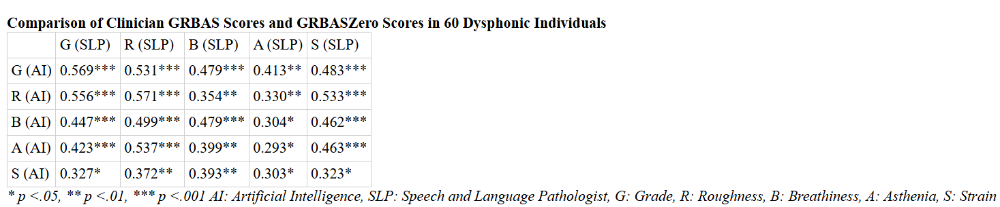 Comparison of Clinician GRBAS Scores and GRBASZero Scores in 60 Dysphonic Individuals
G (SLP) R (SLP) B (SLP) A (SLP) S (SLP)
G (AI) 0.569*** 0.531*** 0.479*** 0.413** 0.483***
R (AI) 0.556*** 0.571*** 0.354** 0.330** 0.533***
B (AI) 0.447*** 0.499*** 0.479*** 0.304* 0.462***
A (AI) 0.423*** 0.537*** 0.399** 0.293* 0.463***
S (AI) 0.327* 0.372** 0.393** 0.303* 0.323*
* p <.05, ** p <.01, *** p <.001 AI: Artificial Intelligence, SLP: Speech and Language Pathologist, G: Grade, R: Roughness, B: Breathiness, A: Asthenia, S: Strain